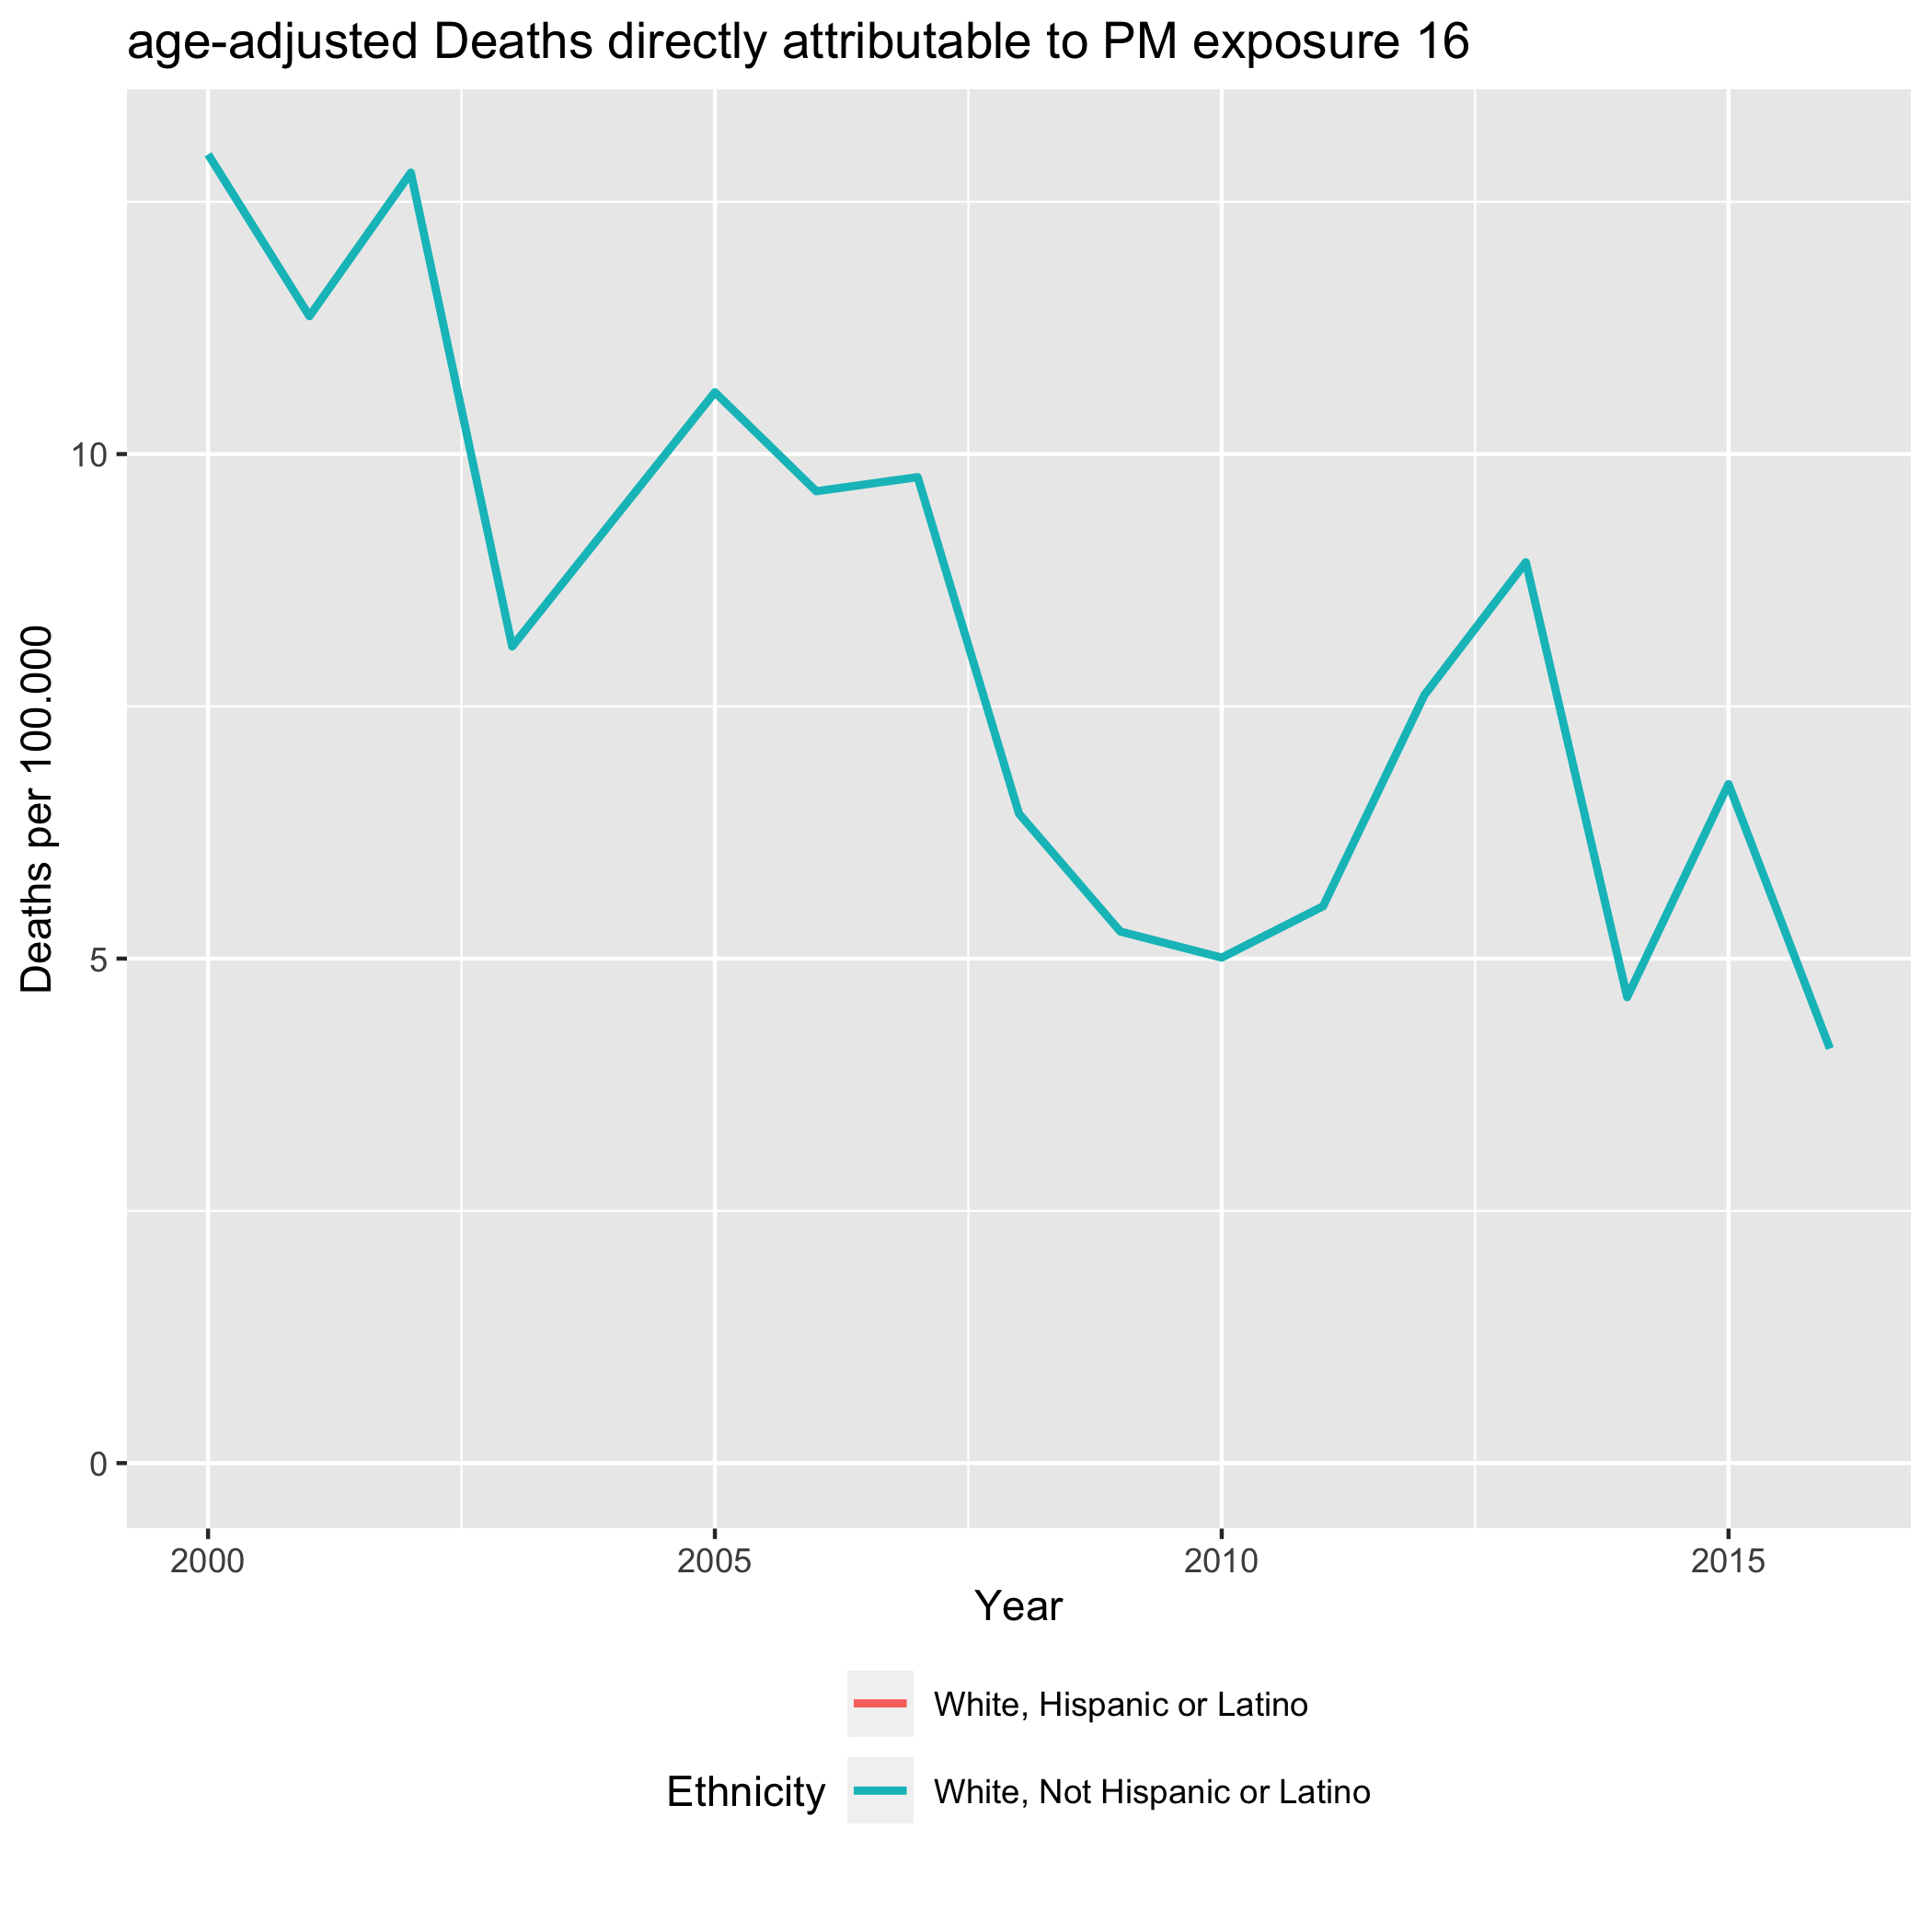 age-adjusted Deaths directly attributable to PM exposure 16
Deaths per 100.000
10
5
0
2000 2005 2010 2015
Year
Ethnicity
White, Hispanic or Latino
White, Not Hispanic or Latino